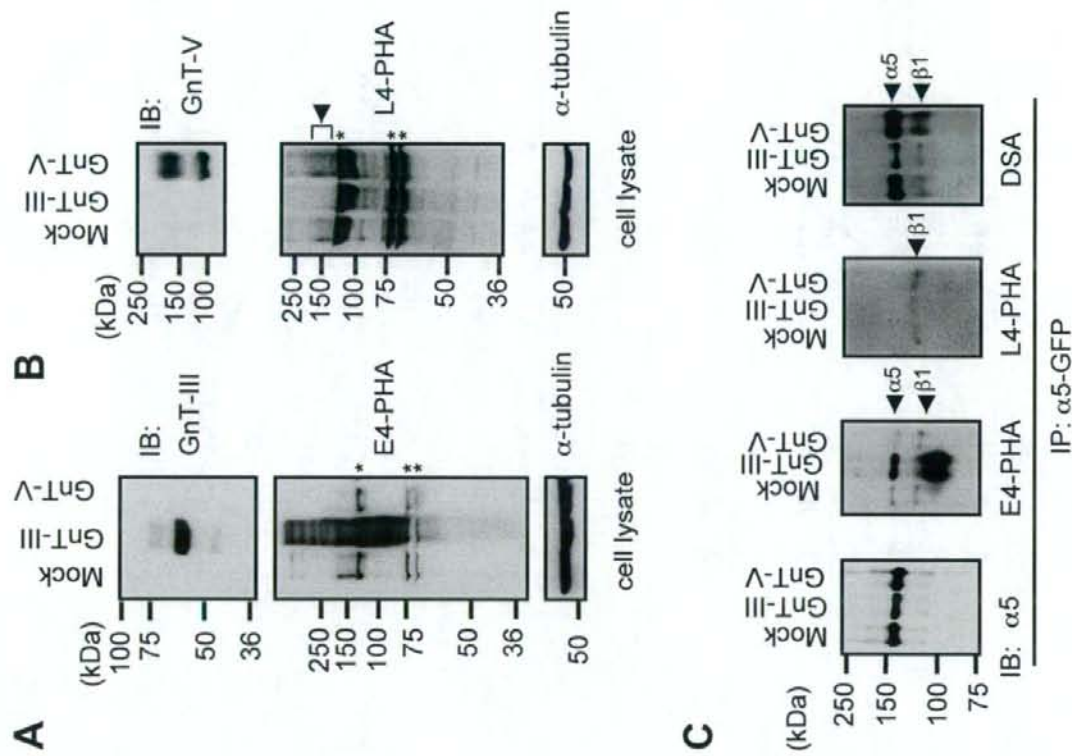 A
(kDa)
Mock
GnT-III
GnT-V
100
75
50
36
IB:
GnT-III
250
150
100
75
50
36
E4-PHA
*
**
50
α-tubulin
cell lysate
B
(kDa)
Mock
GnT-III
GnT-V
250
150
100
IB:
GnT-V
250
150
100
75
50
36
*
L4-PHA
**
50
α-tubulin
cell lysate
C
(kDa)
250
150
100
75
Mock
GnT-III
GnT-V
IB: α5
Mock
GnT-III
GnT-V
α5
β1
E4-PHA
Mock
GnT-III
GnT-V
β1
L4-PHA
Mock
GnT-III
GnT-V
α5
β1
DSA
IP: α5-GFP